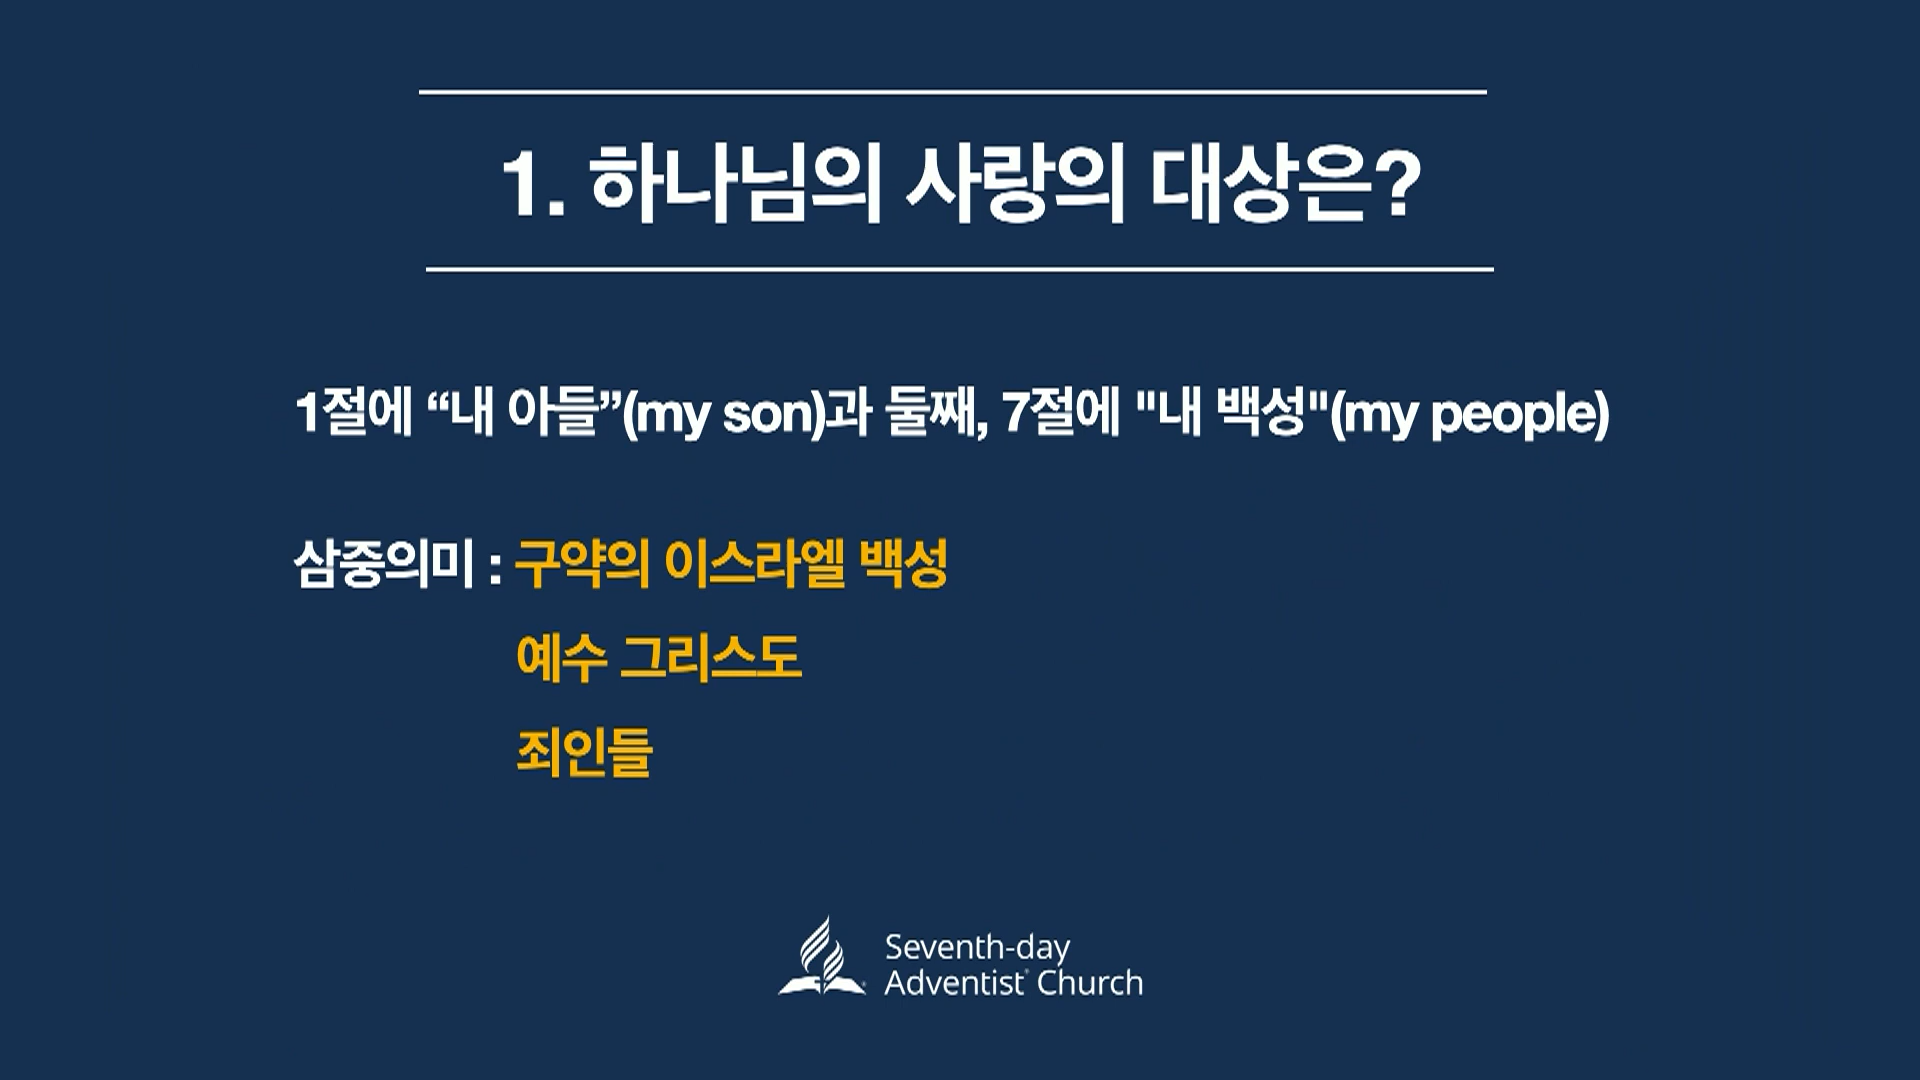 1. 하나님의 사랑의 대상은?
1절에 “내 아들”(my son)과 둘째, 7절에 "내 백성"(my people)
삼중의미 : 구약의 이스라엘 백성
예수 그리스도
죄인들
Seventh-day
Adventist® Church